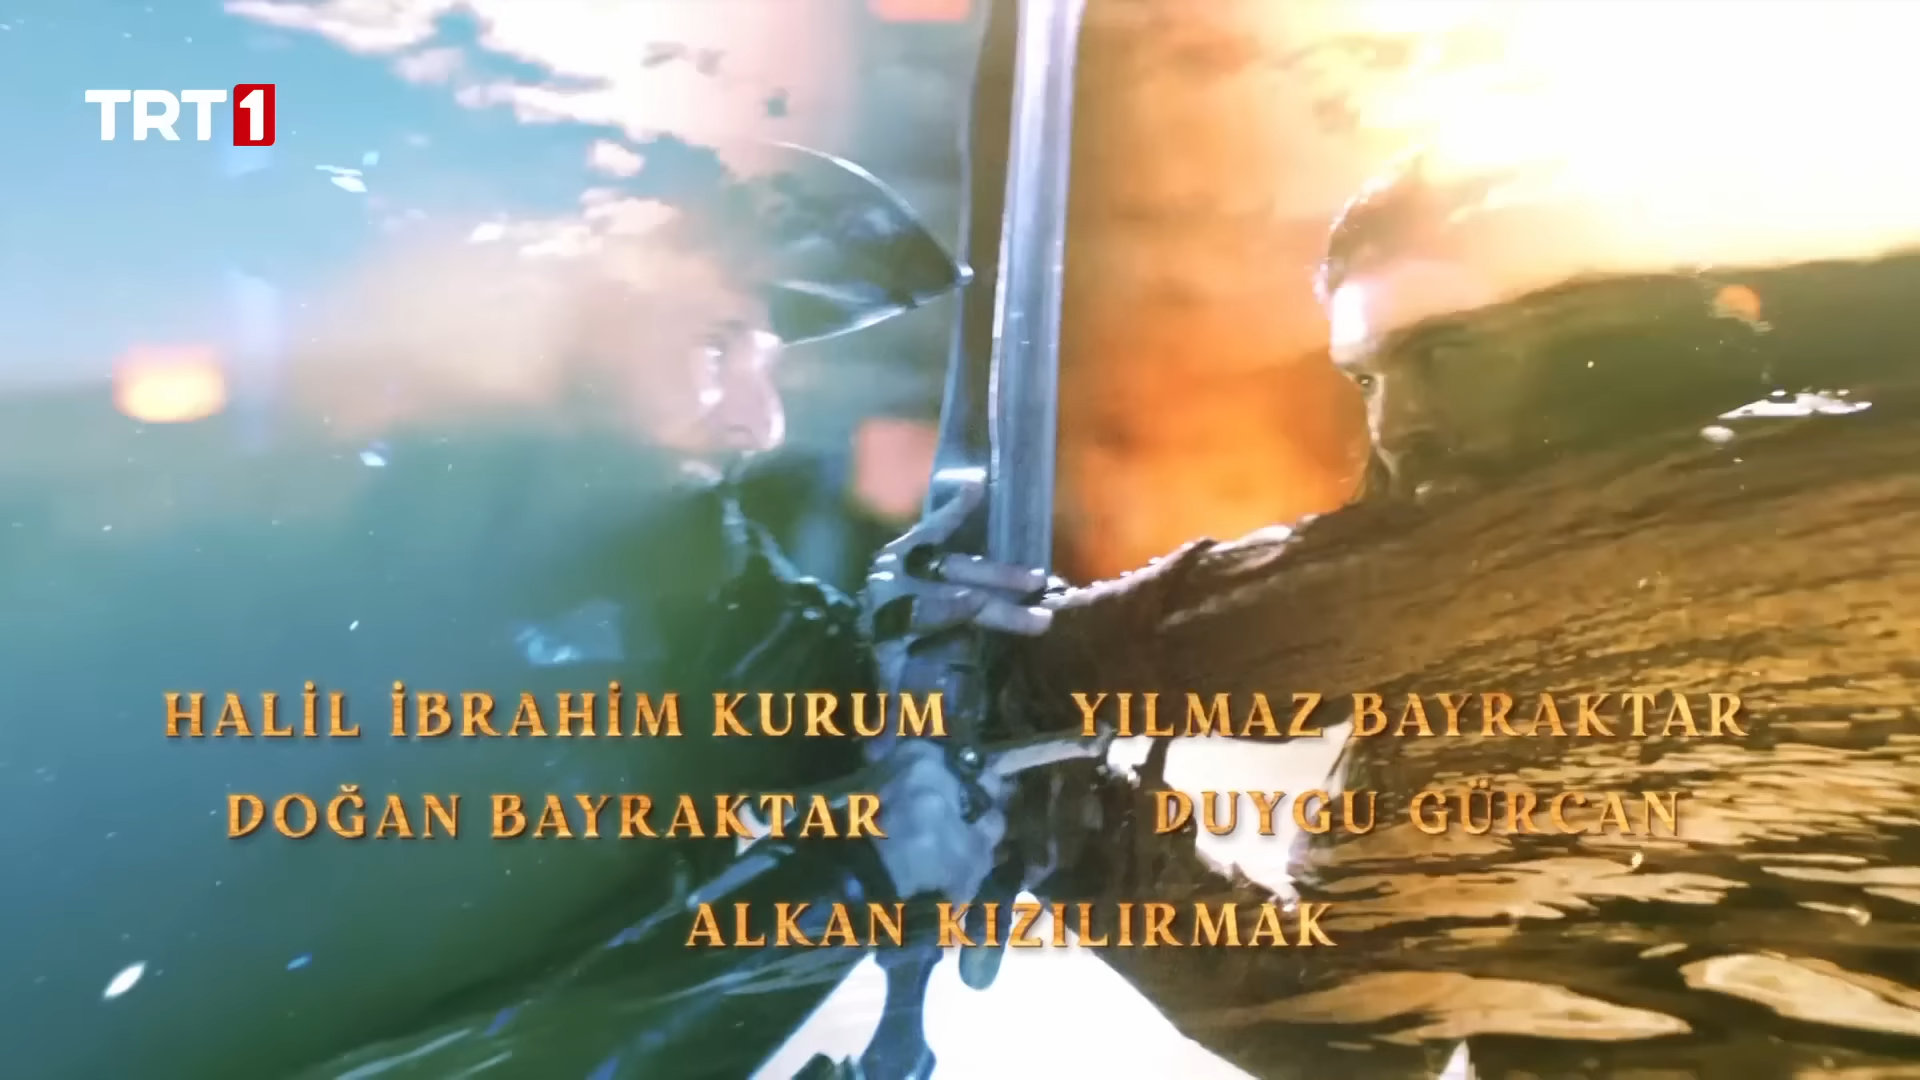 TRT1
HALİL İBRAHİM KURUM
YILMAZ BAYRAKTAR
DOĞAN BAYRAKTAR
DUYGU GÜRCAN
ALKAN KIZILIRMAK